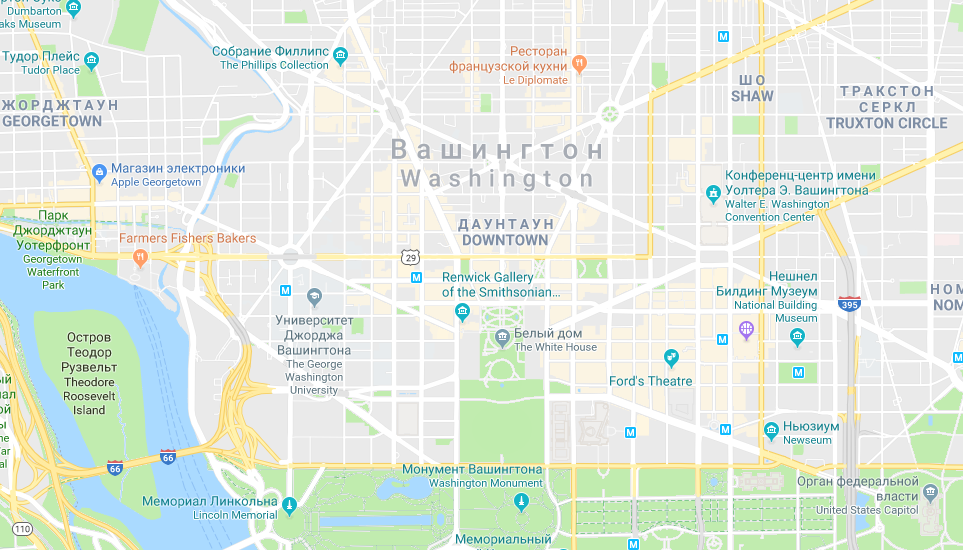 Dumbarton
aks Museum
Тюдор Плейс
Tudor Place
Собрание Филлипс
The Phillips Collection
Ресторан
французской кухни
Le Diplomate
ШО
SHAW
ТРАКСТОН
СЕРКЛ
TRUXTON CIRCLE
ЖОРДЖТАУН
GEORGETOWN
Вашингтон
Washington
Магазин электроники
Apple Georgetown
Конференц-центр имени
Уолтера Э. Вашингтона
Walter E. Washington
Convention Center
Парк
Джорджтаун
Уотерфронт
Georgetown
Waterfront
Park
Farmers Fishers Bakers
ДАУНТАУН
DOWNTOWN
29
Renwick Gallery
of the Smithsonian...
Нешнел
Билдинг Музеум
National Building
Museum
395
НОМ
NOM
Университет
Джорджа
Вашингтона
The George
Washington
University
Белый дом
The White House
Остров
Теодор
Рузвельт
Theodore
Roosevelt
Island
Ford's Theatre
Ньюзиум
Newseum
66
66
Монумент Вашингтона
Washington Monument
Мемориал Линкольна
Lincoln Memorial
Орган федеральной
власти
United States Capitol
110
Мемориальный